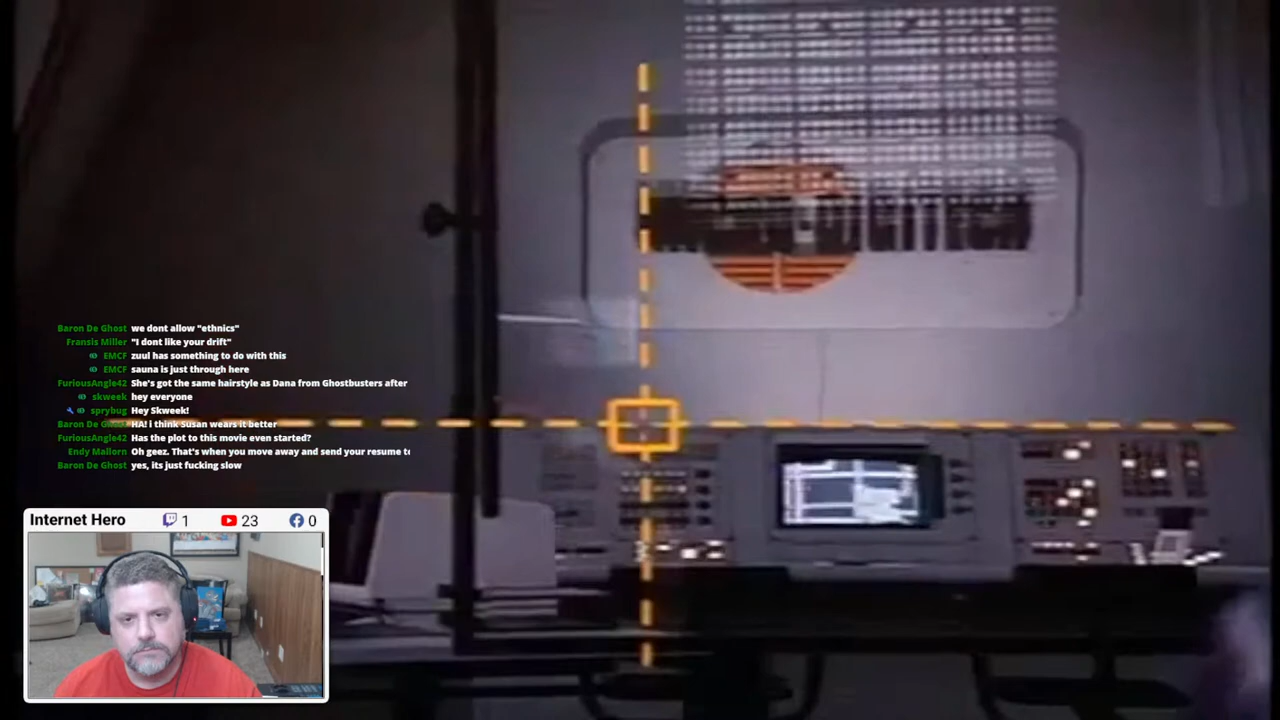 Baron De Ghost we dont allow "ethnics"
Fransis Miller "I dont like your drift"
EMCF zuul has something to do with this
EMCF sauna is just through here
FuriousAngle42 She's got the same hairstyle as Dana from Ghostbusters after
skweek hey everyone
sprybug Hey Skweek!
Baron De Ghost HA! i think Susan wears it better
FuriousAngle42 Has the plot to this movie even started?
Endy Mallorn Oh geez. That's when you move away and send your resume to
Baron De Ghost yes, its just fucking slow
Internet Hero 1 23 0